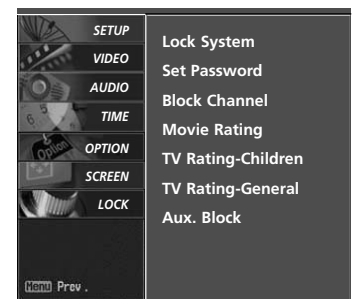 SETUP
VIDEO
AUDIO
TIME
OPTION
SCREEN
LOCK
Lock System
Set Password
Block Channel
Movie Rating
TV Rating-Children
TV Rating-General
Aux. Block
Option
Menu Prev .